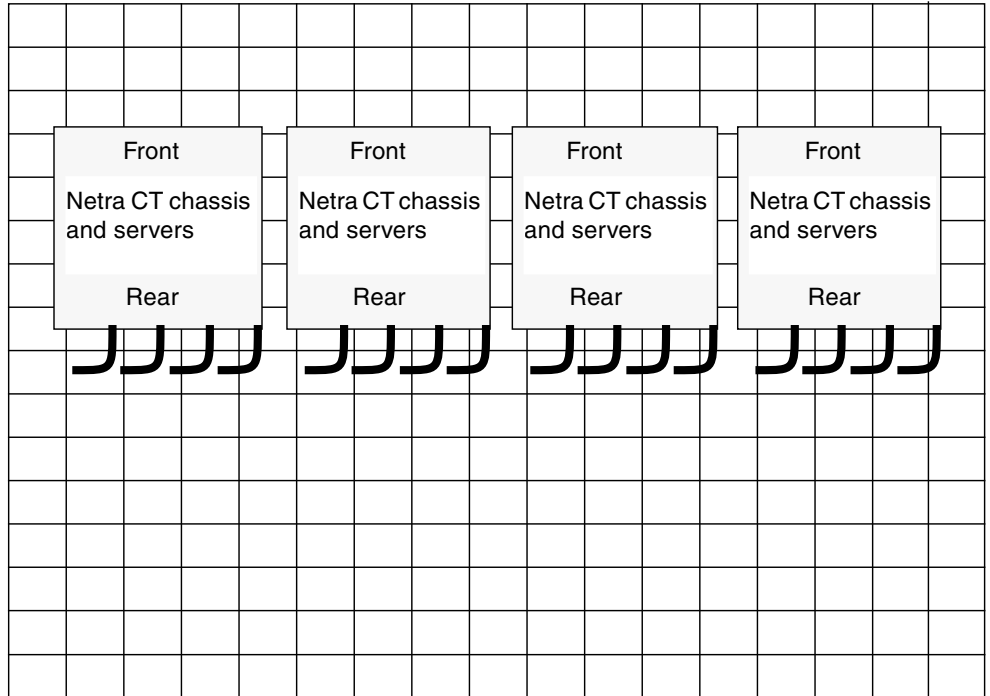 Front
Netra CT chassis
and servers
Rear
Front
Netra CT chassis
and servers
Rear
Front
Netra CT chassis
and servers
Rear
Front
Netra CT chassis
and servers
Rear